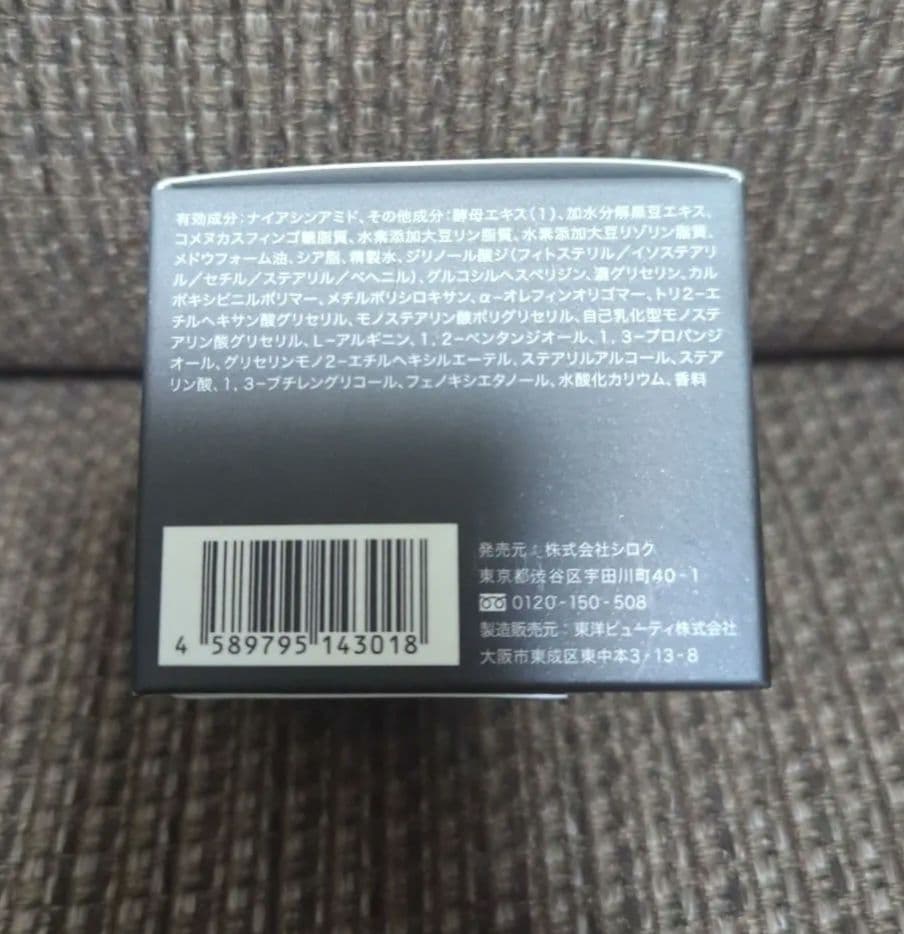 有効成分:ナイアシンアミド、その他成分:酵母エキス(1)、加水分解黒豆エキス、
コメヌカスフィンゴ糖脂質、水素添加大豆リン脂質、水素添加大豆リゾリン脂質、
メドウフォーム油、シア脂、精製水、ジリノール酸ジ(フィトステリル/イソステアリ
ル/セチル/ステアリル/ベヘニル)、グルコシルヘスペリジン、濃グリセリン、カル
ボキシビニルポリマー、メチルポリシロキサン、α-オレフィンオリゴマー、トリ2-エ
チルヘキサン酸グリセリル、モノステアリン酸ポリグリセリル、自己乳化型モノステ
アリン酸グリセリル、L-アルギニン、1,2-ペンタンジオール、1,3-プロパンジ
オール、グリセリンモノ2-エチルヘキシルエーテル、ステアリルアルコール、ステア
リン酸、1,3-ブチレングリコール、フェノキシエタノール、水酸化カリウム、香料
発売元:株式会社シロク
東京都渋谷区宇田川町40-1
0120-150-508
製造販売元:東洋ビューティ株式会社
大阪市東成区東中本3-13-8
4 589795 143018